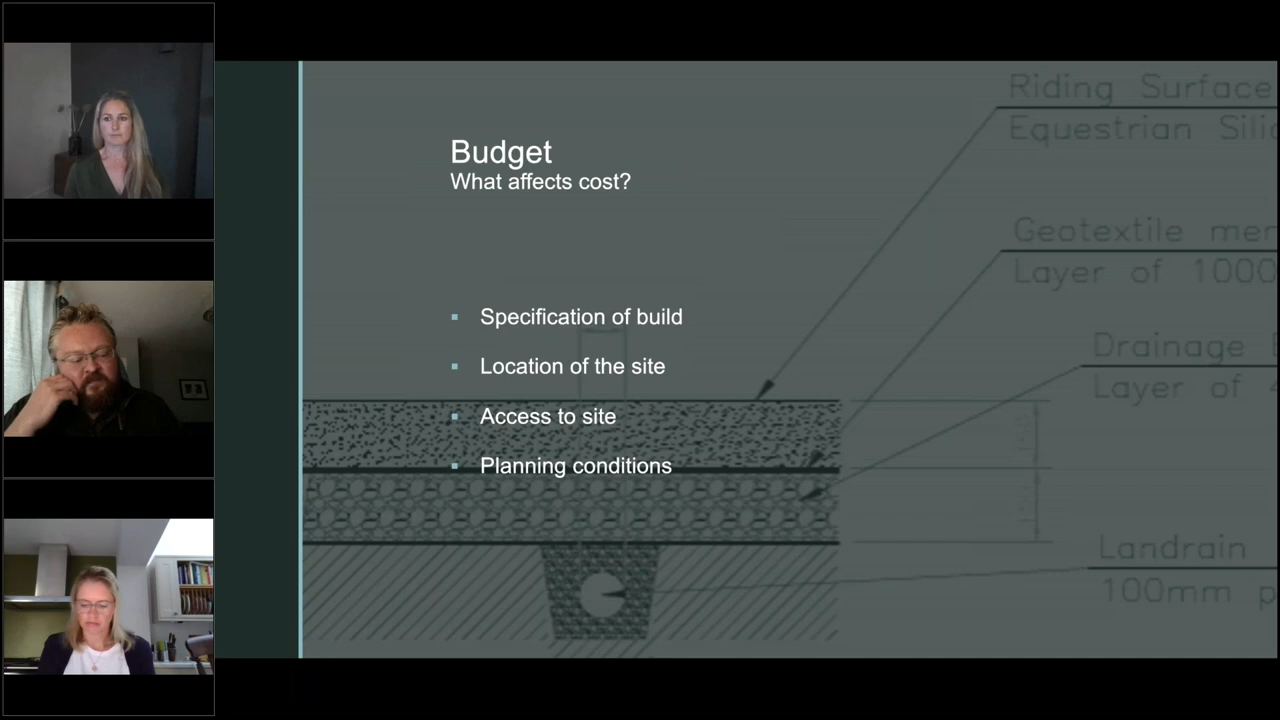 Budget
What affects cost?
Specification of build
Location of the site
Access to site
Planning conditions
Riding Surface
Equestrian
Geotextile
Layer of 1000
Drainage
Layer of
Landrain
100mm